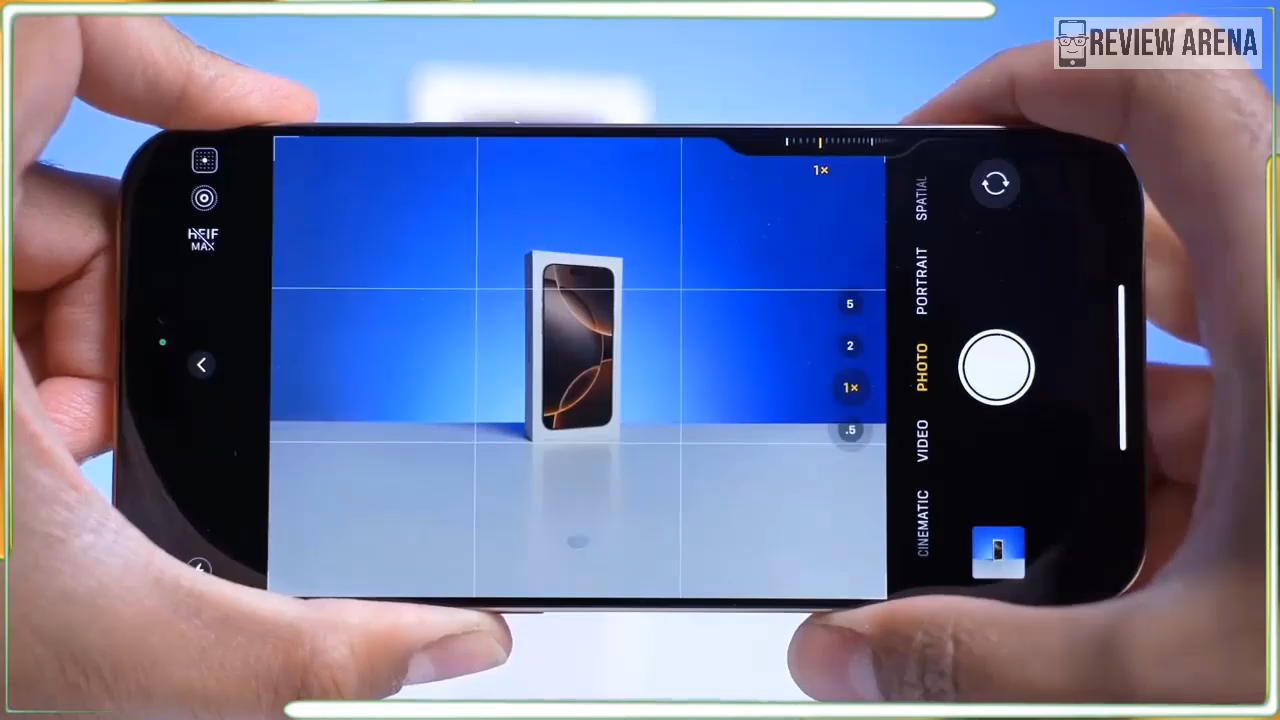 REVIEW ARENA
HEIF
MAX
1×
5
2
1×
.5
SPATIAL
PORTRAIT
PHOTO
VIDEO
CINEMATIC